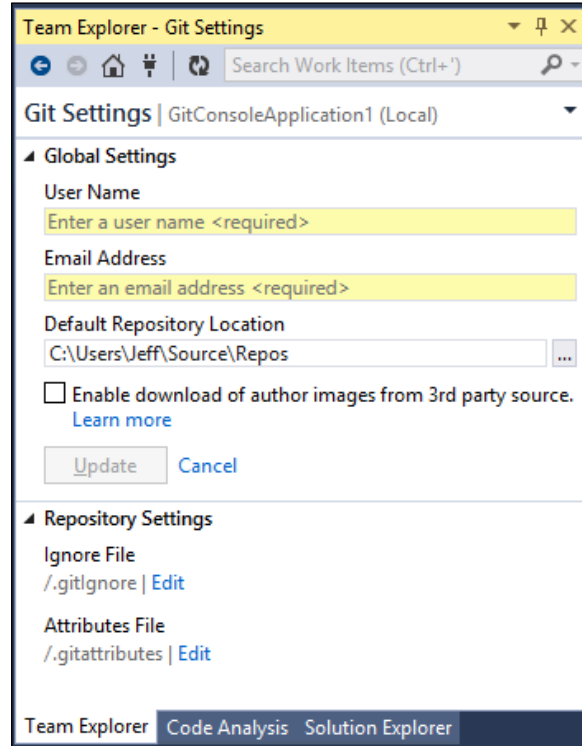 Team Explorer - Git Settings
Search Work Items (Ctrl+')
Git Settings | GitConsoleApplication1 (Local)
Global Settings
User Name
Enter a user name <required>
Email Address
Enter an email address <required>
Default Repository Location
C:\Users\Jeff\Source\Repos
...
Enable download of author images from 3rd party source.
Learn more
Update Cancel
Repository Settings
Ignore File
/.gitIgnore | Edit
Attributes File
/.gitattributes | Edit
Team Explorer Code Analysis Solution Explorer